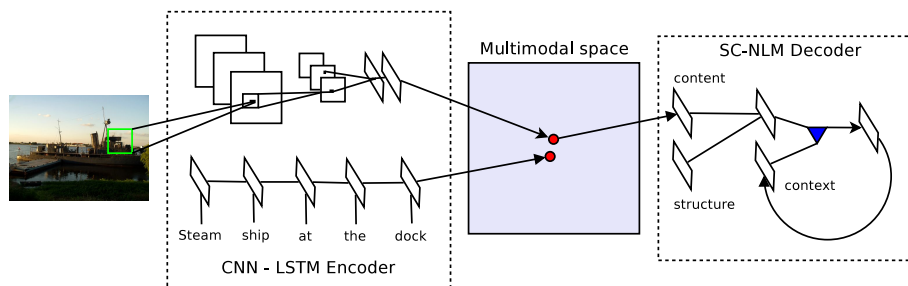 Multimodal space
SC-NLM Decoder
content
structure
context
Steam ship at the dock
CNN - LSTM Encoder